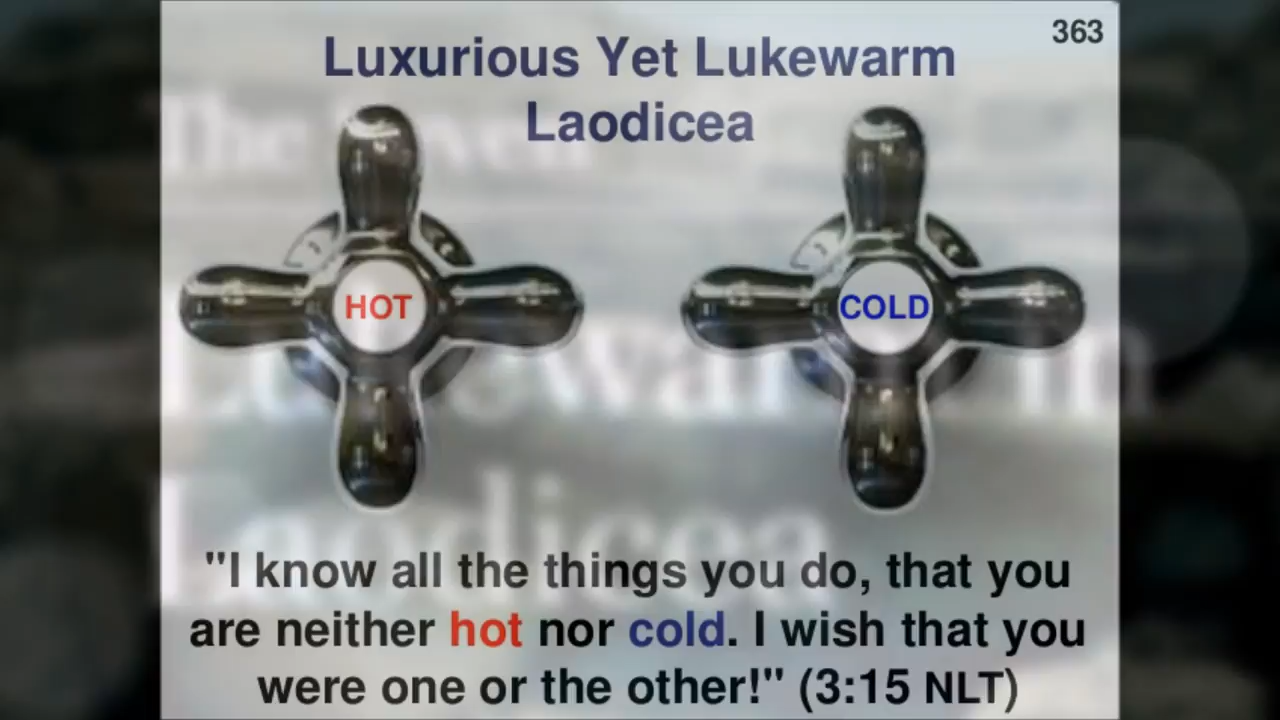 363
Luxurious Yet Lukewarm
Laodicea
HOT
COLD
"I know all the things you do, that you
are neither hot nor cold. I wish that you
were one or the other!" (3:15 NLT)